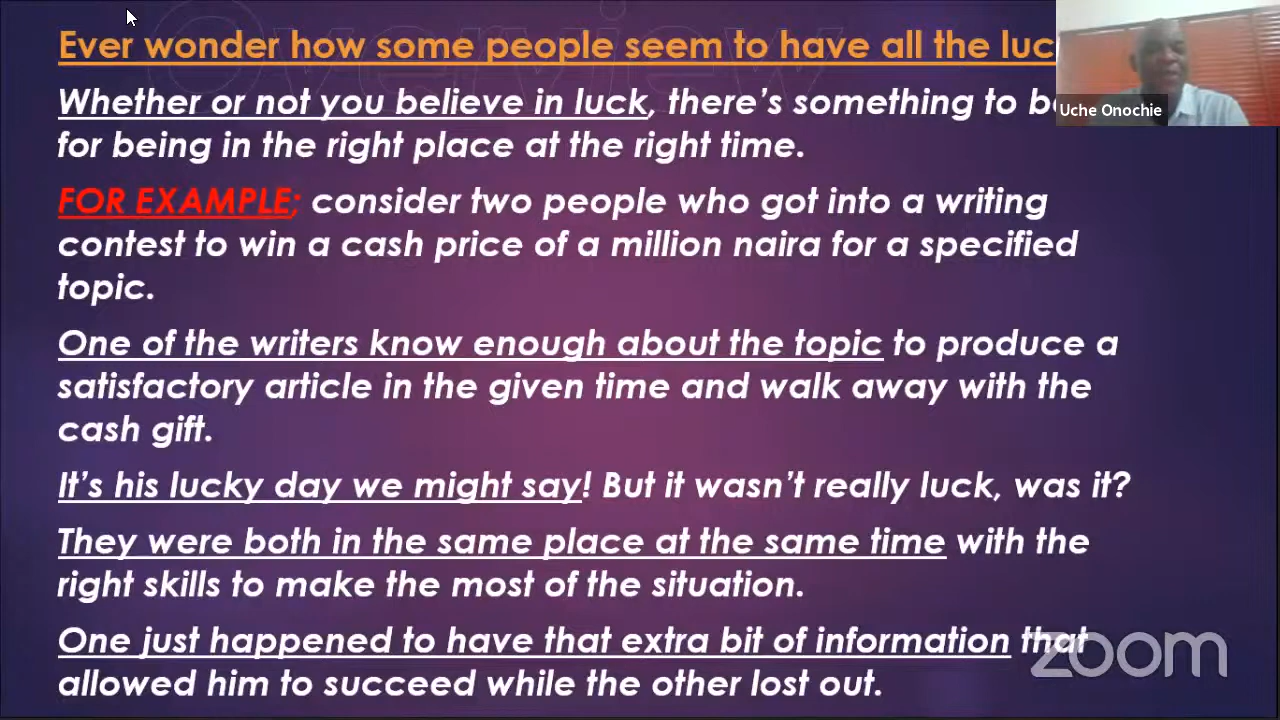 Overview
Ever wonder how some people seem to have all the luc
Whether or not you believe in luck, there's something to b
Uche Onochie
for being in the right place at the right time.
FOR EXAMPLE; consider two people who got into a writing
contest to win a cash price of a million naira for a specified
topic.
One of the writers know enough about the topic to produce a
satisfactory article in the given time and walk away with the
cash gift.
It's his lucky day we might say! But it wasn't really luck, was it?
They were both in the same place at the same time with the
right skills to make the most of the situation.
One just happened to have that extra bit of information that
zoom
allowed him to succeed while the other lost out.